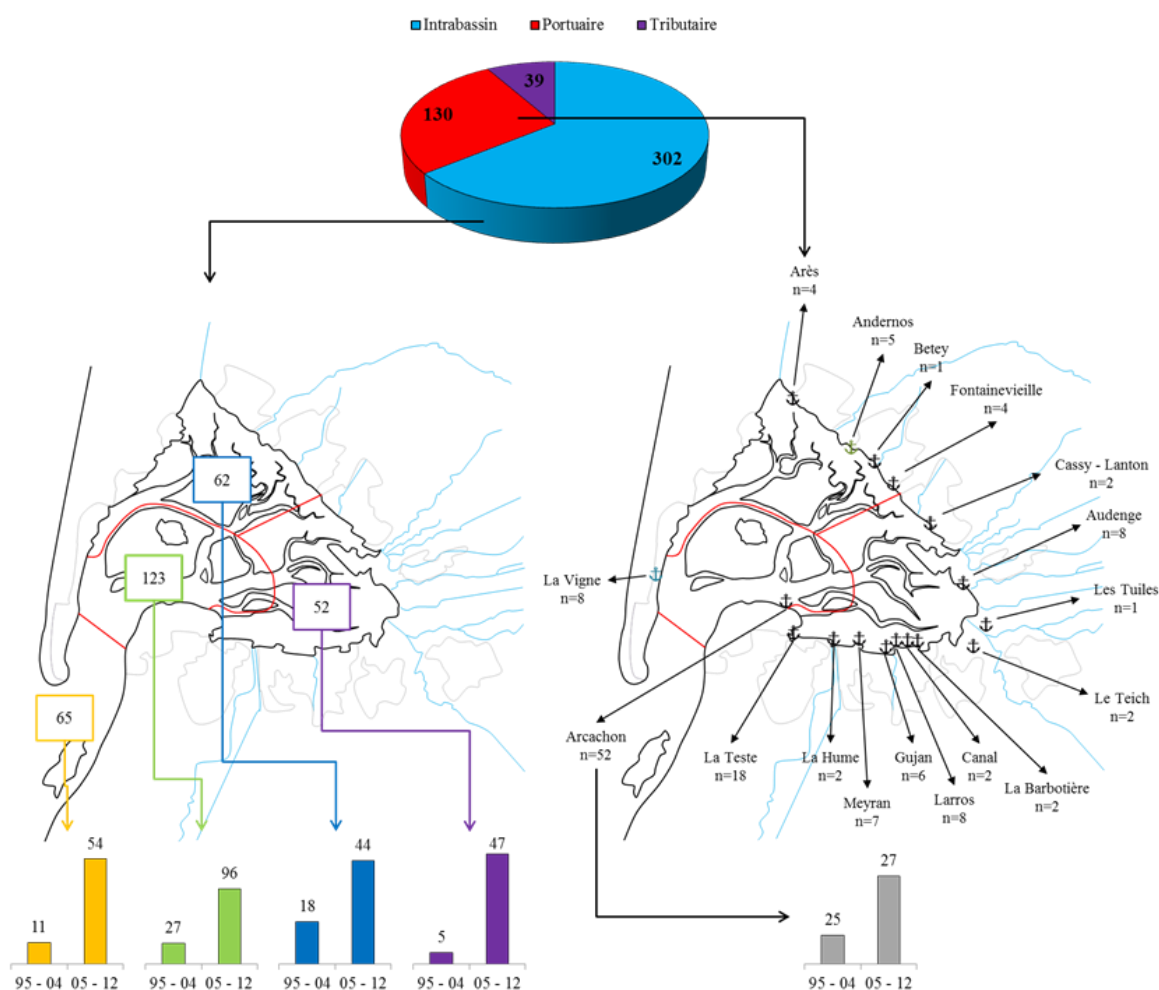 Intrabassin Portuaire Tributaire
39
130
302
Arès
n=4
Andernos
n=5
Betey
n=1
Fontainevieille
n=4
Cassy - Lanton
n=2
Audenge
n=8
Les Tuiles
n=1
Le Teich
n=2
La Vigne
n=8
62
123
52
65
Arcachon
n=52
La Teste
n=18
La Hume
n=2
Meyran
n=7
Gujan
n=6
Larros
n=8
Canal
n=2
La Barbotière
n=2
11 54
27 96
18 44
5 47
25 27
95 - 04 05 - 12
95 - 04 05 - 12
95 - 04 05 - 12
95 - 04 05 - 12
95 - 04 05 - 12